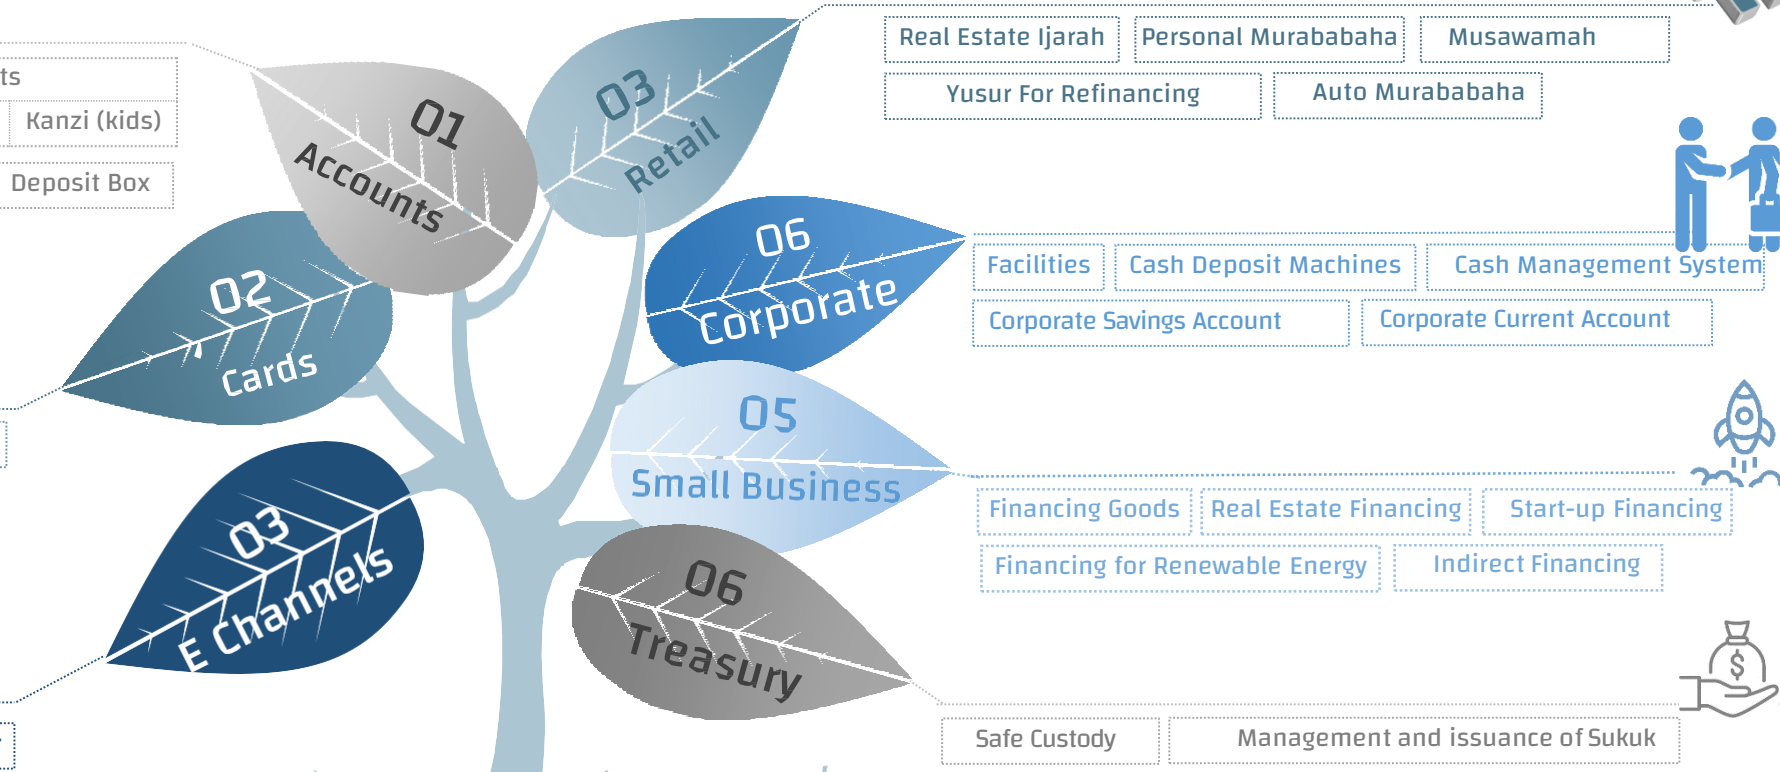 ts
Kanzi (kids)
Deposit Box
01
Accounts
02
Cards
03
E Channels
03
Retail
Real Estate Ijarah
Personal Murababaha
Musawamah
Yusur For Refinancing
Auto Murababaha
06
Corporate
Facilities
Cash Deposit Machines
Cash Management System
Corporate Savings Account
Corporate Current Account
05
Small Business
Financing Goods
Real Estate Financing
Start-up Financing
Financing for Renewable Energy
Indirect Financing
06
Treasury
$
Safe Custody
Management and issuance of Sukuk